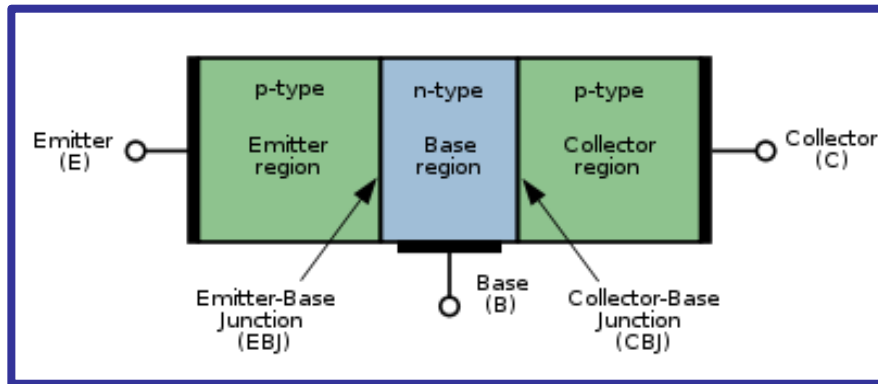 p-type
n-type
p-type
Emitter
region
Base
region
Collector
region
Emitter
(E)
Collector
(C)
Base
(B)
Emitter-Base
Junction
(EBJ)
Collector-Base
Junction
(CBJ)